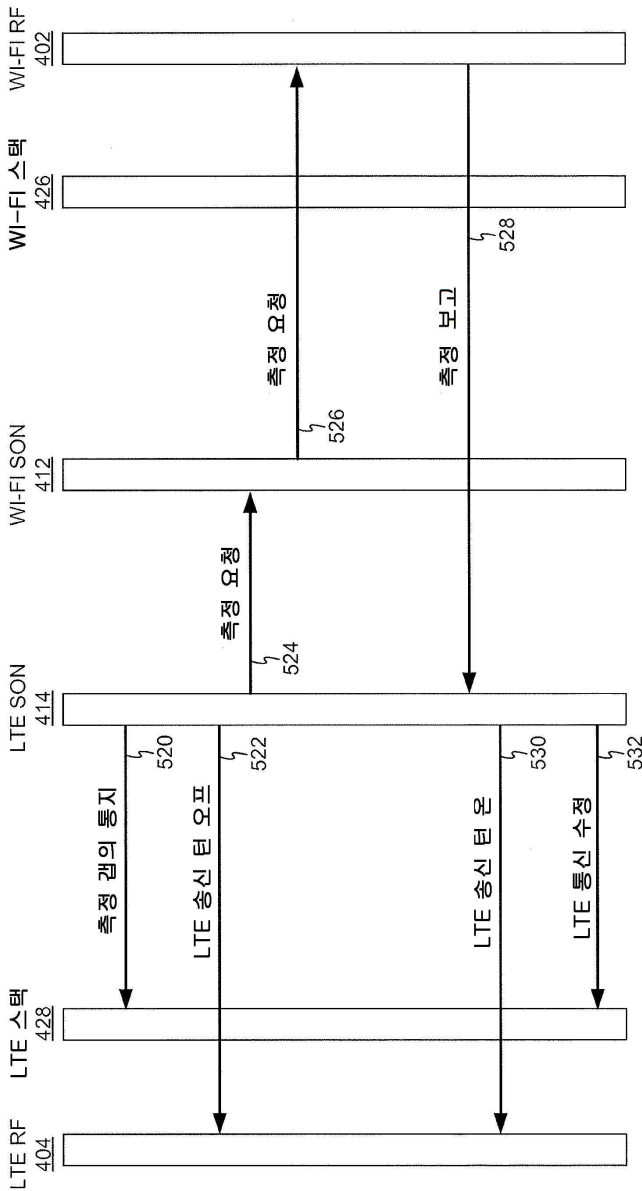 LTE RF
404
LTE 스택
428
LTE SON
414
WI-FI SON
412
WI-FI 스택
426
WI-FI RF
402
측정 갭의 통지
520
LTE 송신 턴 오프
522
측정 요청
524
측정 요청
526
측정 보고
528
LTE 송신 턴 온
530
LTE 통신 수정
532